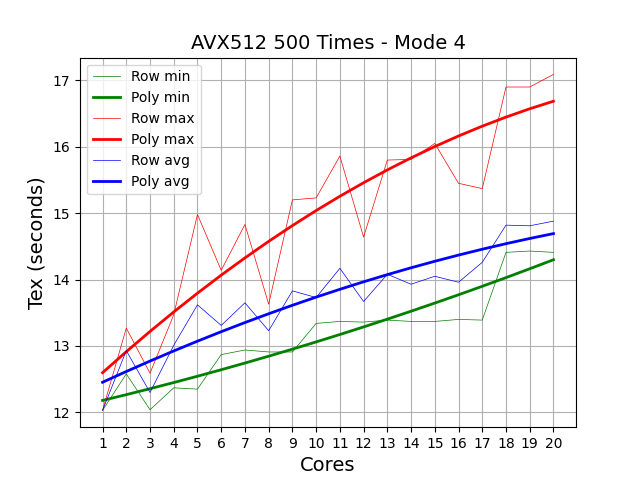 AVX512 500 Times - Mode 4
Row min
Poly min
Row max
Poly max
Row avg
Poly avg
Tex (seconds)
17
16
15
14
13
12
1 2 3 4 5 6 7 8 9 10 11 12 13 14 15 16 17 18 19 20
Cores